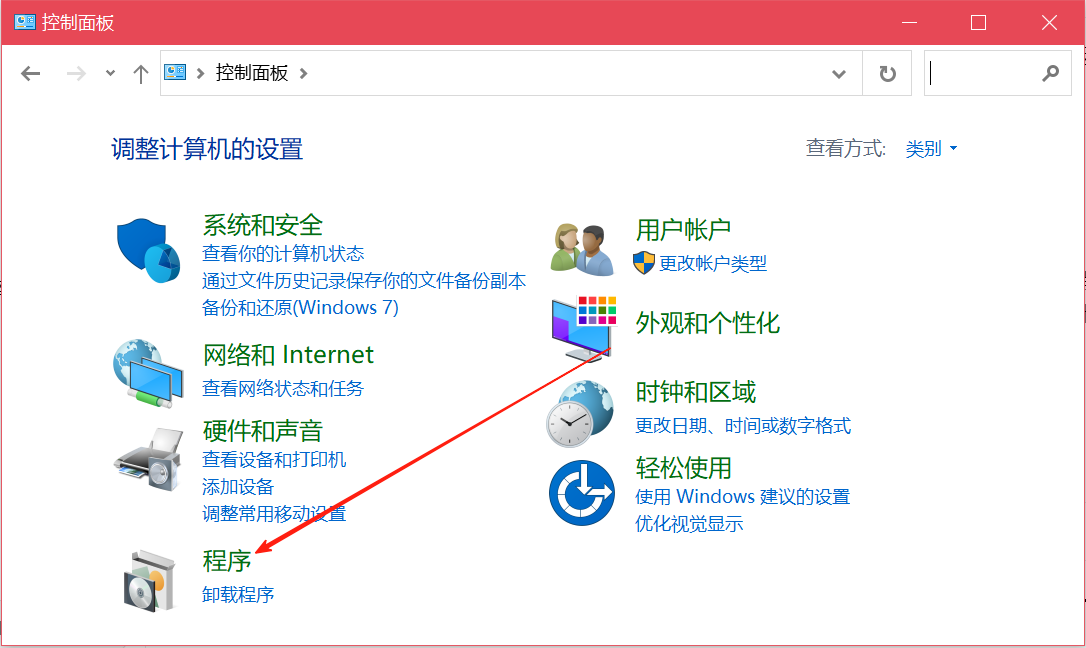 控制面板
控制面板
调整计算机的设置
查看方式: 类别
系统和安全
查看你的计算机状态
通过文件历史记录保存你的文件备份副本
备份和还原(Windows 7)
网络和 Internet
查看网络状态和任务
硬件和声音
查看设备和打印机
添加设备
调整常用移动设置
程序
卸载程序
用户帐户
更改帐户类型
外观和个性化
时钟和区域
更改日期、时间或数字格式
轻松使用
使用 Windows 建议的设置
优化视觉显示